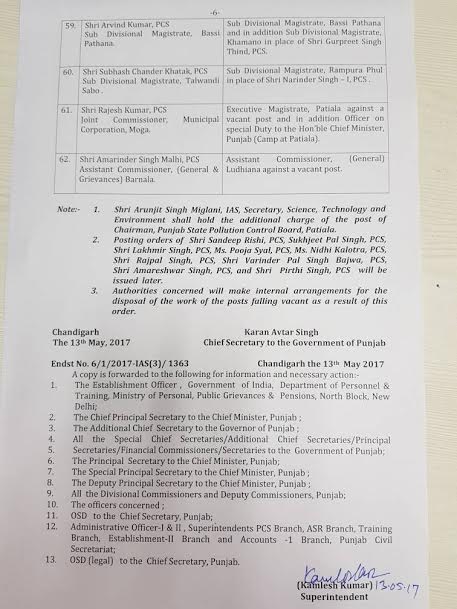 -6-
59. Shri Arvind Kumar, PCS
Sub Divisional Magistrate, Bassi
Pathana.
Sub Divisional Magistrate, Bassi Pathana
and in addition Sub Divisional Magistrate,
Khamano in place of Shri Gurpreet Singh
Thind, PCS.
60. Shri Subhash Chander Khatak, PCS
Sub Divisional Magistrate, Talwandi
Sabo .
Sub Divisional Magistrate, Rampura Phul
in place of Shri Narinder Singh – I, PCS .
61. Shri Rajesh Kumar, PCS
Joint Commissioner, Municipal
Corporation, Moga.
Executive Magistrate, Patiala against a
vacant post and in addition Officer on
special Duty to the Hon'ble Chief Minister,
Punjab (Camp at Patiala).
62. Shri Amarinder Singh Malhi, PCS
Assistant Commissioner, (General &
Grievances) Barnala.
Assistant Commissioner, (General)
Ludhiana against a vacant post.
Note:- 1. Shri Arunjit Singh Miglani, IAS, Secretary, Science, Technology and
Environment shall hold the additional charge of the post of
Chairman, Punjab State Pollution Control Board, Patiala.
2. Posting orders of Shri Sandeep Rishi, PCS, Sukhjeet Pal Singh, PCS,
Shri Lakhmir Singh, PCS, Ms. Pooja Syal, PCS, Ms. Nidhi Kalotra, PCS,
Shri Rajpal Singh, PCS, Shri Varinder Pal Singh Bajwa, PCS,
Shri Amareshwar Singh, PCS, and Shri Pirthi Singh, PCS will be
issued later.
3. Authorities concerned will make internal arrangements for the
disposal of the work of the posts falling vacant as a result of this
order.
Chandigarh Karan Avtar Singh
The 13th May, 2017 Chief Secretary to the Government of Punjab
Endst No. 6/1/2017-IAS(3)/ 1363 Chandigarh the 13th May 2017
A copy is forwarded to the following for information and necessary action:-
1. The Establishment Officer , Government of India, Department of Personnel &
Training, Ministry of Personal, Public Grievances & Pensions, North Block, New
Delhi;
2. The Chief Principal Secretary to the Chief Minister, Punjab ;
3. The Additional Chief Secretary to the Governor of Punjab ;
4. All the Special Chief Secretaries/Additional Chief Secretaries/Principal
5. Secretaries/Financial Commissioners/Secretaries to the Government of Punjab;
6. The Principal Secretary to the Chief Minister, Punjab;
7. The Special Principal Secretary to the Chief Minister, Punjab ;
8. The Deputy Principal Secretary to the Chief Minister, Punjab ;
9. All the Divisional Commissioners and Deputy Commissioners, Punjab;
10. The officers concerned ;
11. OSD to the Chief Secretary, Punjab;
12. Administrative Officer-I & II , Superintendents PCS Branch, ASR Branch, Training
Branch, Establishment-II Branch and Accounts -1 Branch, Punjab Civil
Secretariat;
13. OSD (legal) to the Chief Secretary, Punjab.
(Kamlesh Kumar) 13.05.17
Superintendent